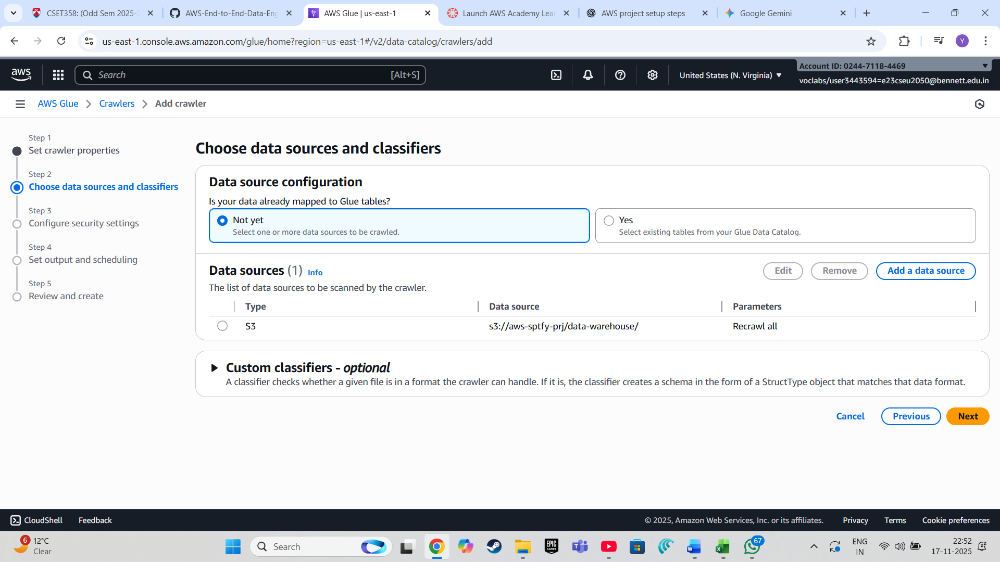 CSET358: (Odd Sem 2025-2
AWS-End-to-End-Data-Eng
AWS Glue | us-east-1
Launch AWS Academy Lear
AWS project setup steps
Google Gemini
us-east-1.console.aws.amazon.com/glue/home?region=us-east-1#/v2/data-catalog/crawlers/add
Y
aws
Search
[Alt+S]
United States (N. Virginia)
Account ID: 0244-7118-4469
voclabs/user3443594=e23cseu2050@bennett.edu.in
AWS Glue
Crawlers
Add crawler
Step 1
Set crawler properties
Step 2
Choose data sources and classifiers
Step 3
Configure security settings
Step 4
Set output and scheduling
Step 5
Review and create
Choose data sources and classifiers
Data source configuration
Is your data already mapped to Glue tables?
Not yet
Select one or more data sources to be crawled.
Yes
Select existing tables from your Glue Data Catalog.
Data sources (1) Info
Edit
Remove
Add a data source
The list of data sources to be scanned by the crawler.
Type
Data source
Parameters
S3
s3://aws-sptfy-prj/data-warehouse/
Recrawl all
Custom classifiers - optional
A classifier checks whether a given file is in a format the crawler can handle. If it is, the classifier creates a schema in the form of a StructType object that matches that data format.
Cancel
Previous
Next
CloudShell
Feedback
© 2025, Amazon Web Services, Inc. or its affiliates.
Privacy
Terms
Cookie preferences
6
12°C
Clear
Search
EPIC
GAMES
67
ENG
IN
22:52
17-11-2025